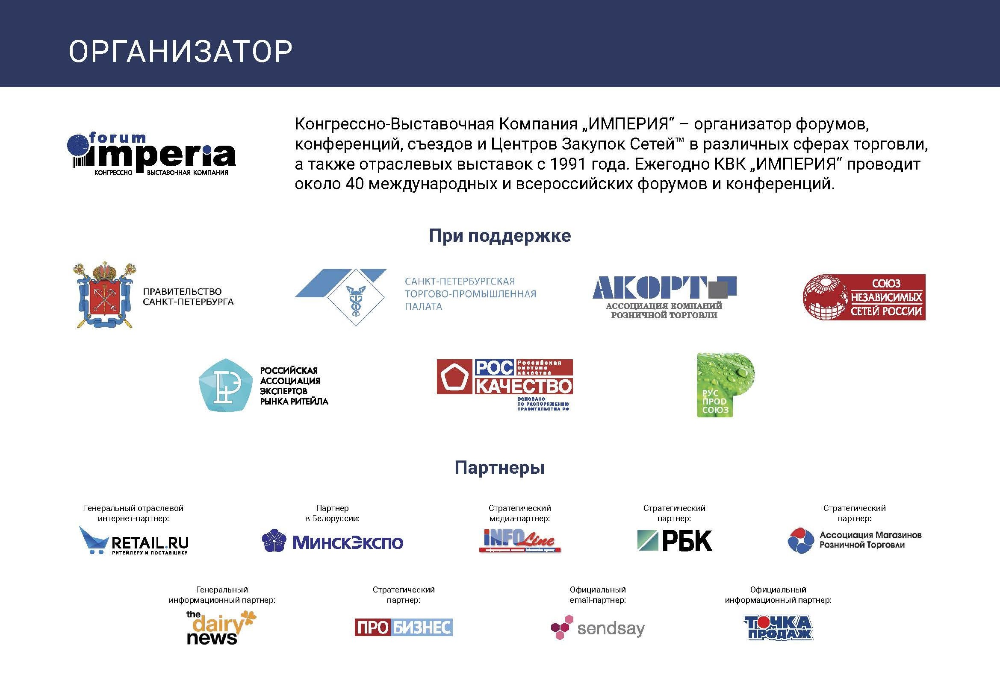 ОРГАНИЗАТОР
forum
imperia
КОНГРЕССНО ВЫСТАВОЧНАЯ КОМПАНИЯ
Конгрессно-Выставочная Компания „ИМПЕРИЯ“ – организатор форумов,
конференций, съездов и Центров Закупок Сетей™ в различных сферах торговли,
а также отраслевых выставок с 1991 года. Ежегодно КВК „ИМПЕРИЯ“ проводит
около 40 международных и всероссийских форумов и конференций.
При поддержке
ПРАВИТЕЛЬСТВО
САНКТ-ПЕТЕРБУРГА
САНКТ-ПЕТЕРБУРГСКАЯ
ТОРГОВО-ПРОМЫШЛЕННАЯ
ПАЛАТА
АКОРТ
АССОЦИАЦИЯ КОМПАНИЙ
РОЗНИЧНОЙ ТОРГОВЛИ
СОЮЗ
НЕЗАВИСИМЫХ
СЕТЕЙ РОССИИ
РОССИЙСКАЯ
АССОЦИАЦИЯ
ЭКСПЕРТОВ
РЫНКА РИТЕЙЛА
РОС
Российская
система
качества
КАЧЕСТВО
ОСНОВАНО
ПО РАСПОРЯЖЕНИЮ
ПРАВИТЕЛЬСТВА РФ
РУС
ПРОD
СОЮЗ
Партнеры
Генеральный отраслевой
интернет-партнер:
RETAIL.RU
РИТЕЙЛЕРУ И ПОСТАВЩИКУ
Партнер
в Белоруссии:
МИНСКЭКСПО
Стратегический
медиа-партнер:
iNFOLine
information agency
Стратегический
партнер:
РБК
Стратегический
партнер:
Ассоциация Магазинов
Розничной Торговли
Генеральный
информационный партнер:
the
dairy
news
Стратегический
партнер:
ПРО БИЗНЕС
Официальный
email-партнер:
sendsay
Официальный
информационный партнер:
ТОЧКА
ПРОДАЖ